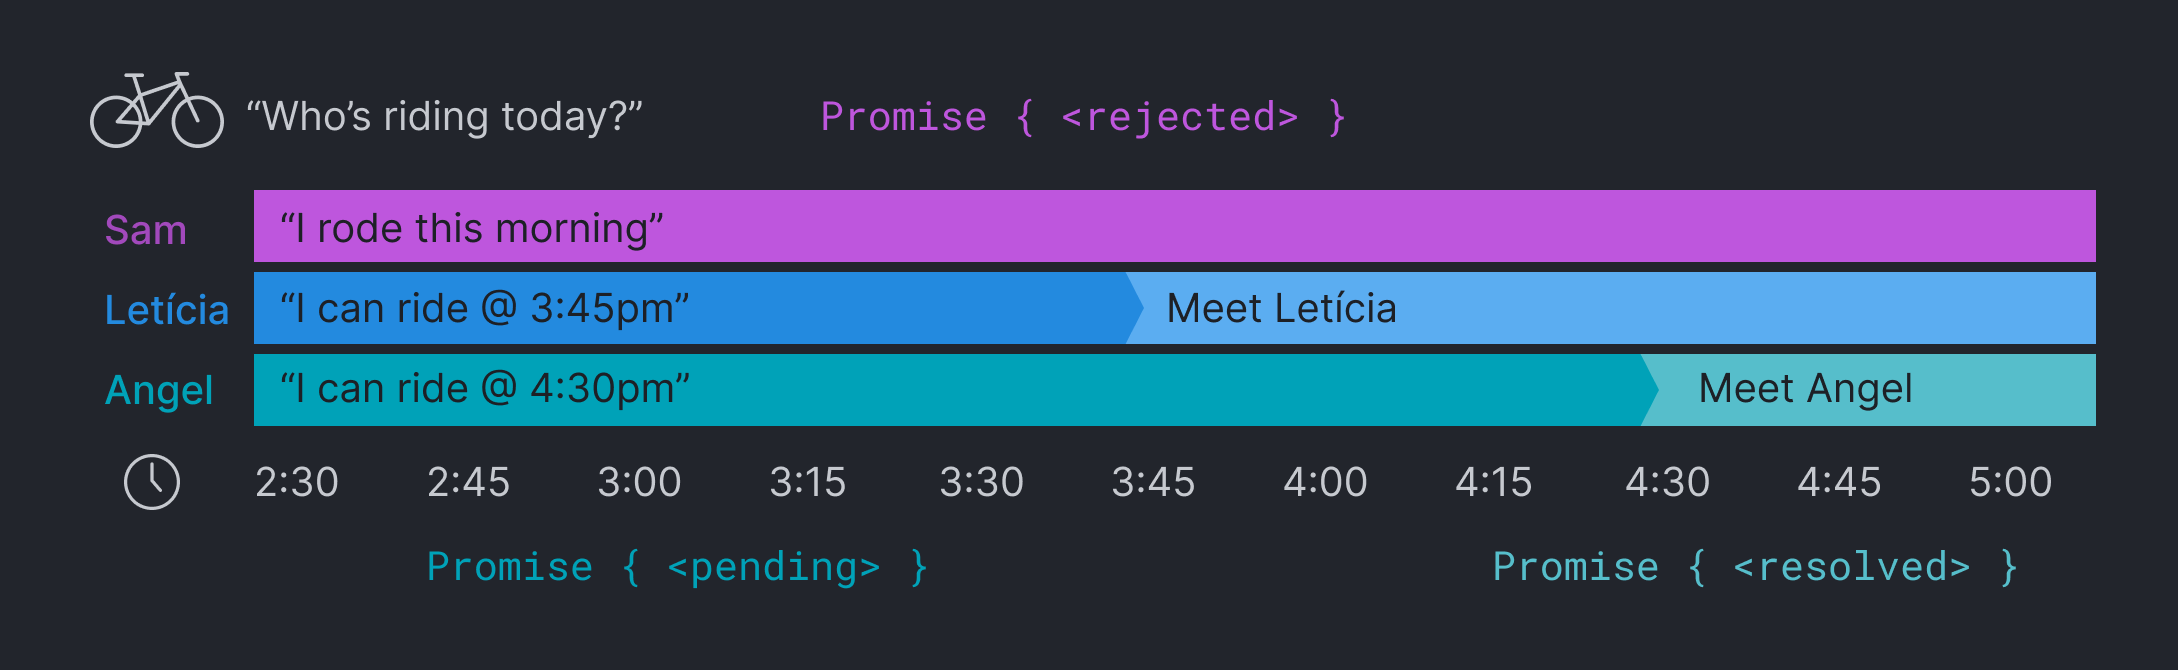 “Who’s riding today?”
Promise { <rejected> }
Sam
“I rode this morning”
Letícia
“I can ride @ 3:45pm”
Meet Letícia
Angel
“I can ride @ 4:30pm”
Meet Angel
2:30 2:45 3:00 3:15 3:30 3:45 4:00 4:15 4:30 4:45 5:00
Promise { <pending> }
Promise { <resolved> }